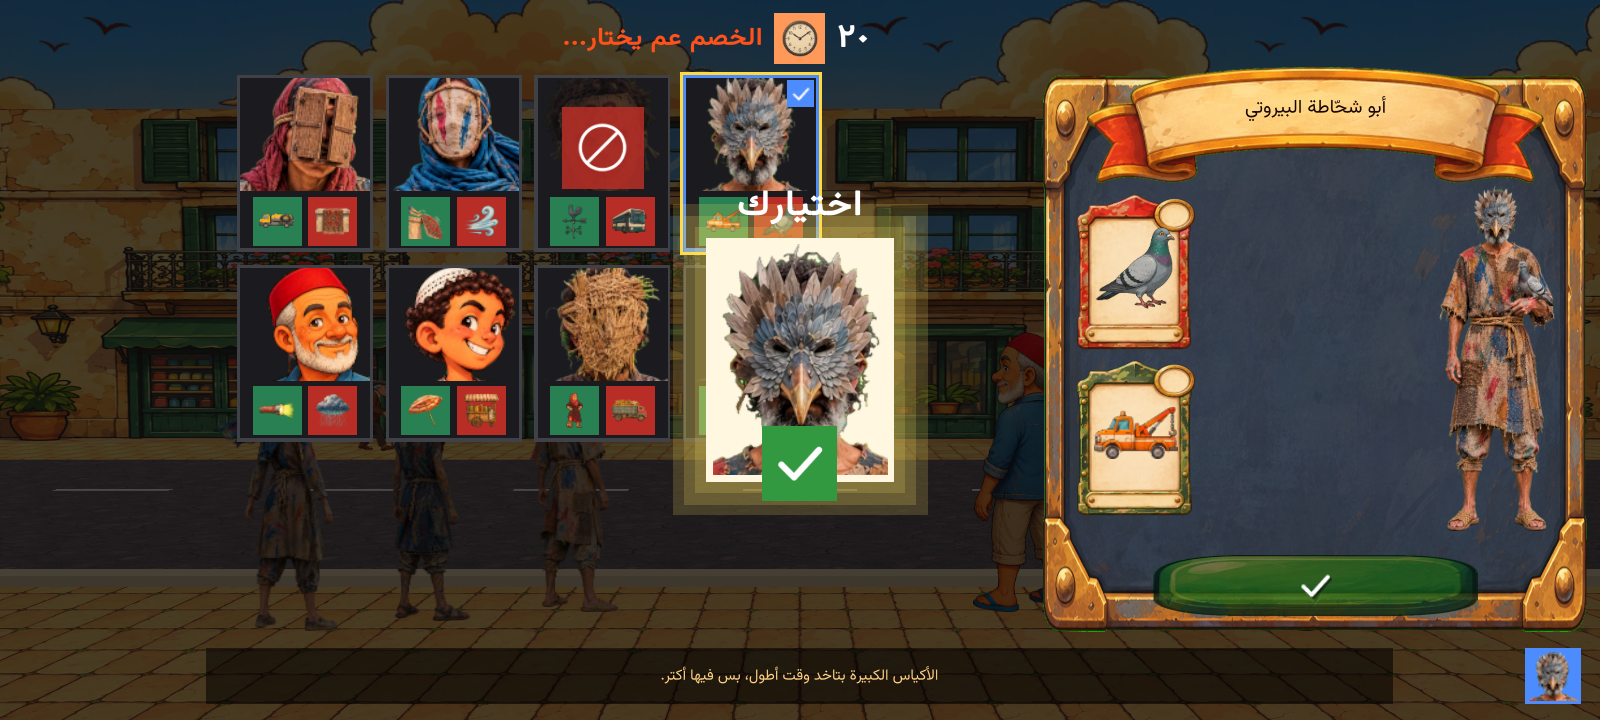 ٢٠
الخصم عم يختار...
أبو شحّاطة البيروتي
اختيارك
الأكياس الكبيرة بتاخد وقت أطول، بس فيها أكتر.